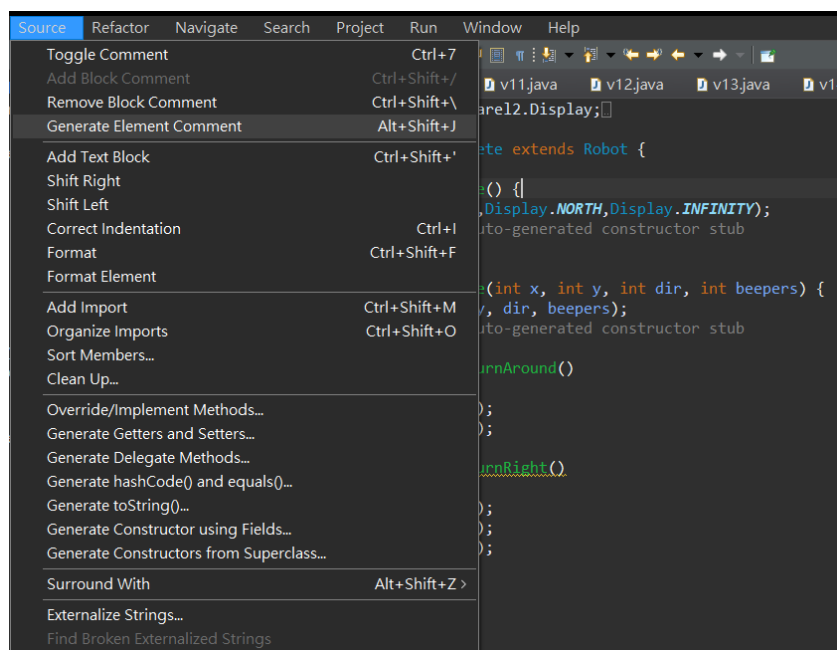 Source Refactor Navigate Search Project Run Window Help
Toggle Comment Ctrl+7
Add Block Comment Ctrl+Shift+/
v11.java v12.java v13.java v1
Remove Block Comment Ctrl+Shift+\
arel2.Display;
Generate Element Comment Alt+Shift+J
ete extends Robot {
Add Text Block Ctrl+Shift+'
Shift Right
e() {
Shift Left
,Display.NORTH,Display.INFINITY);
Correct Indentation Ctrl+I
uto-generated constructor stub
Format Ctrl+Shift+F
Format Element
e(int x, int y, int dir, int beepers) {
Add Import Ctrl+Shift+M
y, dir, beepers);
Organize Imports Ctrl+Shift+O
uto-generated constructor stub
Sort Members...
urnAround()
Clean Up...
Override/Implement Methods...
);
Generate Getters and Setters...
);
Generate Delegate Methods...
urnRight()
Generate hashCode() and equals()...
Generate toString()...
);
Generate Constructor using Fields...
);
Generate Constructors from Superclass...
);
Surround With Alt+Shift+Z >
Externalize Strings...
Find Broken Externalized Strings